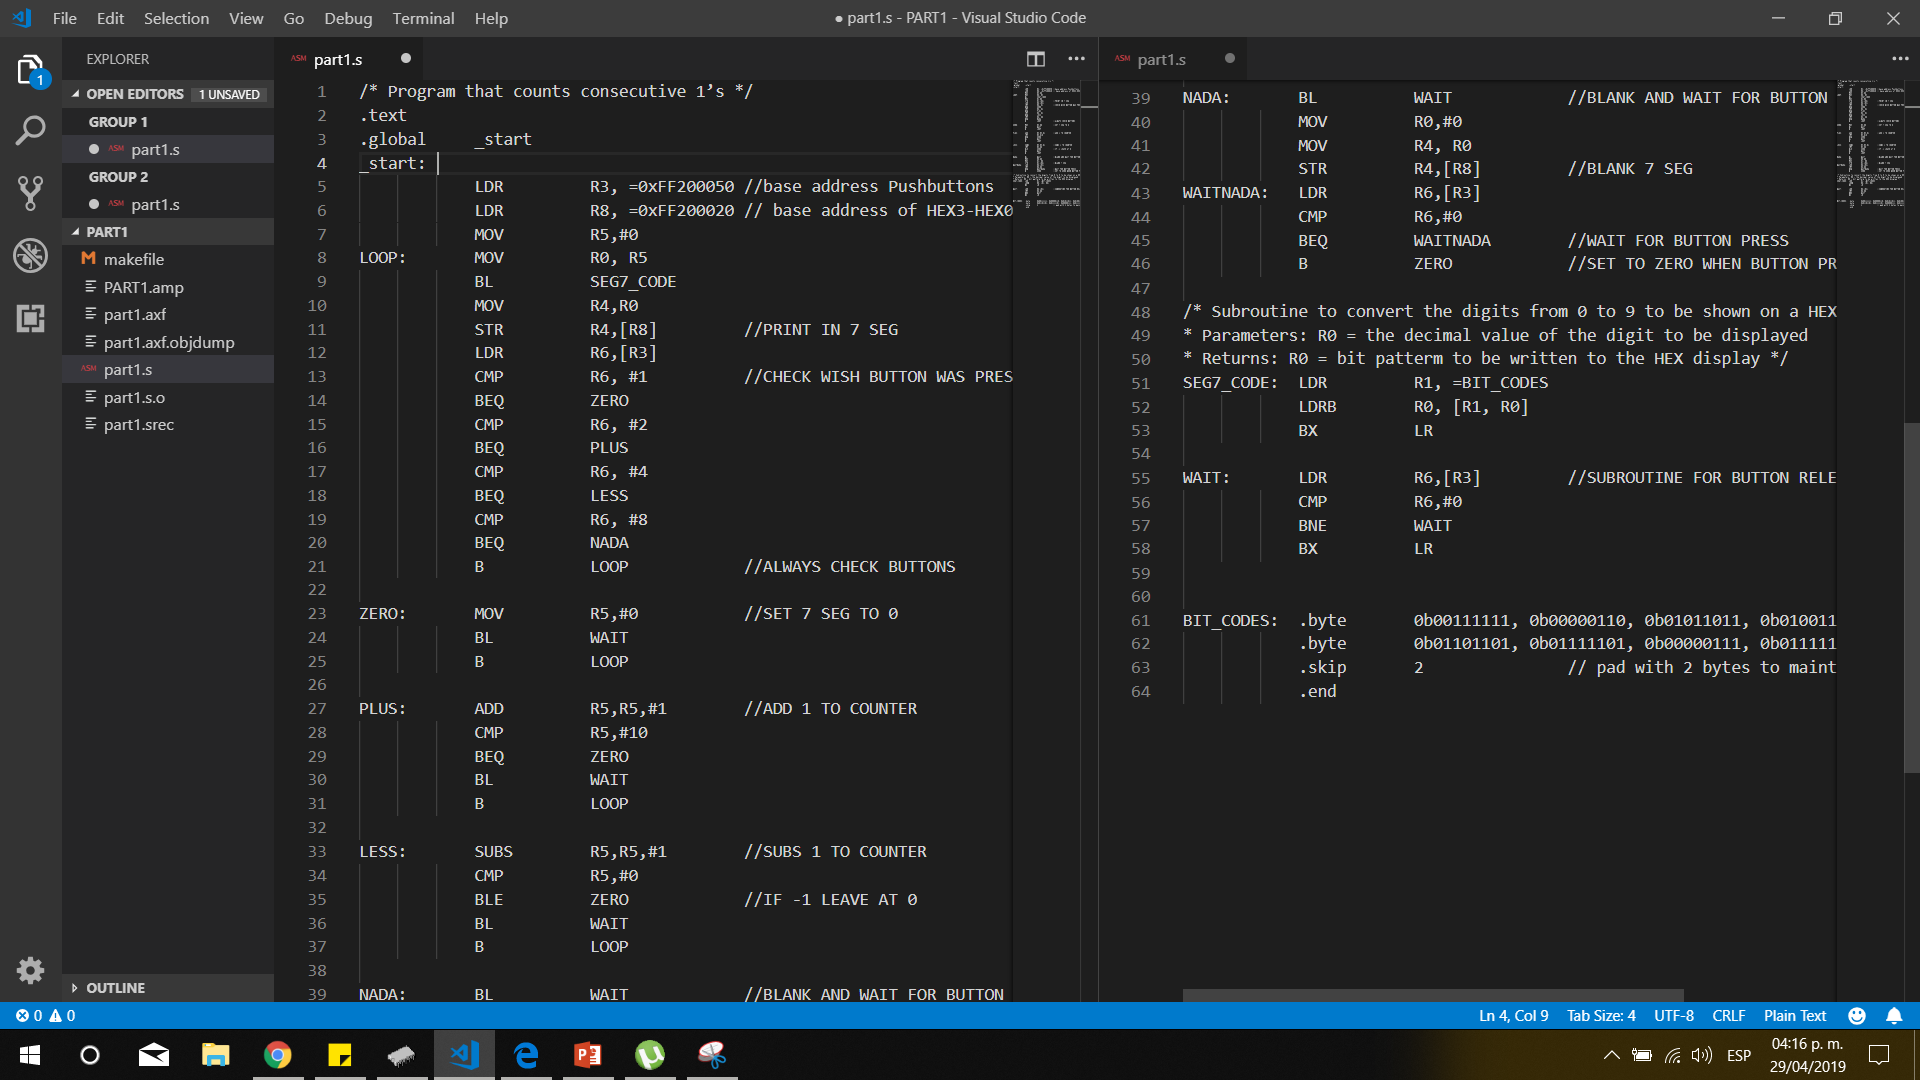 File Edit Selection View Go Debug Terminal Help
● part1.s - PART1 - Visual Studio Code
EXPLORER
OPEN EDITORS 1 UNSAVED
GROUP 1
ASM part1.s
GROUP 2
ASM part1.s
PART1
M makefile
PART1.amp
part1.axf
part1.axf.objdump
ASM part1.s
part1.s.o
part1.srec
OUTLINE
1
ASM part1.s
1 /* Program that counts consecutive 1’s */
2 .text
3 .global _start
4 _start:
5 LDR R3, =0xFF200050 //base address Pushbuttons
6 LDR R8, =0xFF200020 // base address of HEX3-HEX0
7 MOV R5,#0
8 LOOP: MOV R0, R5
9 BL SEG7_CODE
10 MOV R4,R0
11 STR R4,[R8] //PRINT IN 7 SEG
12 LDR R6,[R3]
13 CMP R6, #1 //CHECK WISH BUTTON WAS PRES
14 BEQ ZERO
15 CMP R6, #2
16 BEQ PLUS
17 CMP R6, #4
18 BEQ LESS
19 CMP R6, #8
20 BEQ NADA
21 B LOOP //ALWAYS CHECK BUTTONS
22
23 ZERO: MOV R5,#0 //SET 7 SEG TO 0
24 BL WAIT
25 B LOOP
26
27 PLUS: ADD R5,R5,#1 //ADD 1 TO COUNTER
28 CMP R5,#10
29 BEQ ZERO
30 BL WAIT
31 B LOOP
32
33 LESS: SUBS R5,R5,#1 //SUBS 1 TO COUNTER
34 CMP R5,#0
35 BLE ZERO //IF -1 LEAVE AT 0
36 BL WAIT
37 B LOOP
38
39 NADA: BL WAIT //BLANK AND WAIT FOR BUTTON
ASM part1.s
39 NADA: BL WAIT //BLANK AND WAIT FOR BUTTON
40 MOV R0,#0
41 MOV R4, R0
42 STR R4,[R8] //BLANK 7 SEG
43 WAITNADA: LDR R6,[R3]
44 CMP R6,#0
45 BEQ WAITNADA //WAIT FOR BUTTON PRESS
46 B ZERO //SET TO ZERO WHEN BUTTON PR
47
48 /* Subroutine to convert the digits from 0 to 9 to be shown on a HEX
49 * Parameters: R0 = the decimal value of the digit to be displayed
50 * Returns: R0 = bit patterm to be written to the HEX display */
51 SEG7_CODE: LDR R1, =BIT_CODES
52 LDRB R0, [R1, R0]
53 BX LR
54
55 WAIT: LDR R6,[R3] //SUBROUTINE FOR BUTTON RELE
56 CMP R6,#0
57 BNE WAIT
58 BX LR
59
60
61 BIT_CODES: .byte 0b00111111, 0b00000110, 0b01011011, 0b010011
62 .byte 0b01101101, 0b01111101, 0b00000111, 0b011111
63 .skip 2 // pad with 2 bytes to maint
64 .end
0 0
Ln 4, Col 9 Tab Size: 4 UTF-8 CRLF Plain Text
ESP
04:16 p. m.
29/04/2019